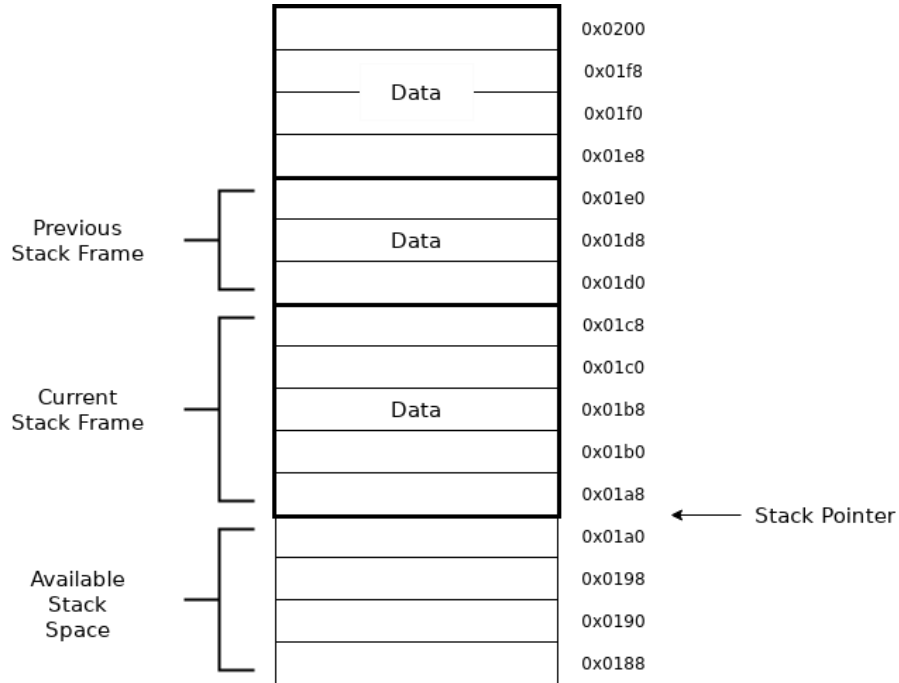 0x0200
0x01f8
Data
0x01f0
0x01e8
0x01e0
Previous
Stack Frame
Data
0x01d8
0x01d0
0x01c8
0x01c0
Current
Stack Frame
Data
0x01b8
0x01b0
0x01a8
Stack Pointer
0x01a0
Available
Stack
Space
0x0198
0x0190
0x0188